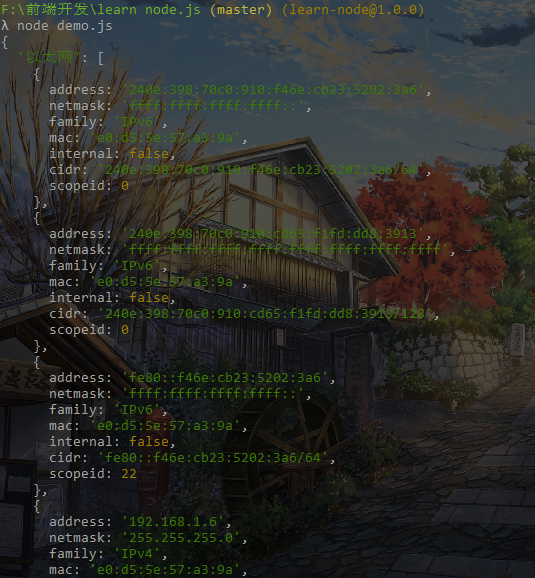 F:\前端开发\learn node.js (master) (learn-node@1.0.0)
λ node demo.js
{
  '以太网': [
    {
      address: '240e:398:70c0:910:f46e:cb23:5202:3a6',
      netmask: 'ffff:ffff:ffff:ffff::',
      family: 'IPv6',
      mac: 'e0:d5:5e:57:a3:9a',
      internal: false,
      cidr: '240e:398:70c0:910:f46e:cb23:5202:3a6/64',
      scopeid: 0
    },
    {
      address: '240e:398:70c0:910:cd65:f1fd:dd8:3913',
      netmask: 'ffff:ffff:ffff:ffff:ffff:ffff:ffff:ffff',
      family: 'IPv6',
      mac: 'e0:d5:5e:57:a3:9a',
      internal: false,
      cidr: '240e:398:70c0:910:cd65:f1fd:dd8:3913/128',
      scopeid: 0
    },
    {
      address: 'fe80::f46e:cb23:5202:3a6',
      netmask: 'ffff:ffff:ffff:ffff::',
      family: 'IPv6',
      mac: 'e0:d5:5e:57:a3:9a',
      internal: false,
      cidr: 'fe80::f46e:cb23:5202:3a6/64',
      scopeid: 22
    },
    {
      address: '192.168.1.6',
      netmask: '255.255.255.0',
      family: 'IPv4',
      mac: 'e0:d5:5e:57:a3:9a',